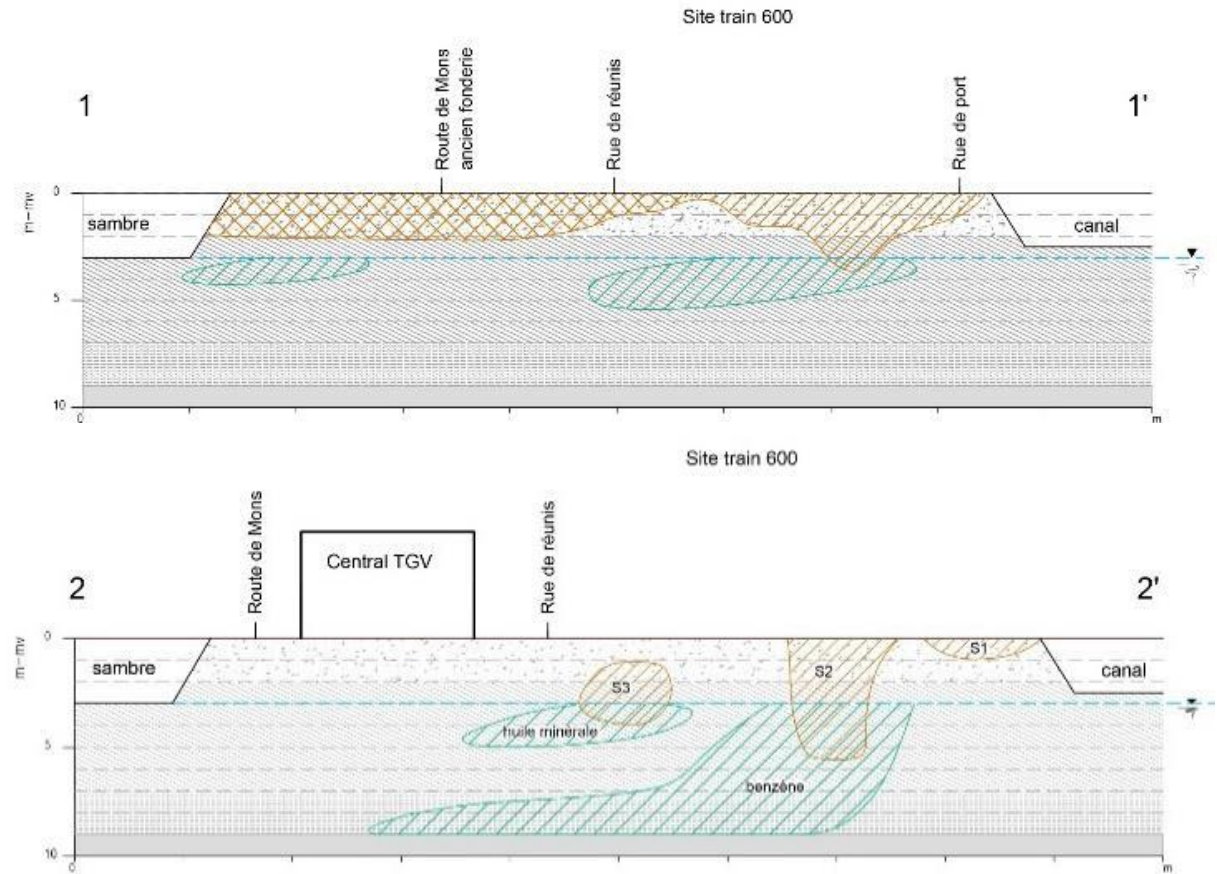 Site train 600
Route de Mons
ancien fonderie
Rue de réunis
Rue de port
1
1'
0
m-mv
sambre
canal
5
10
0
m
Site train 600
Route de Mons
Central TGV
Rue de réunis
2
2'
0
m-mv
sambre
S1
S2
S3
canal
huile minérale
5
benzène
10
0
m